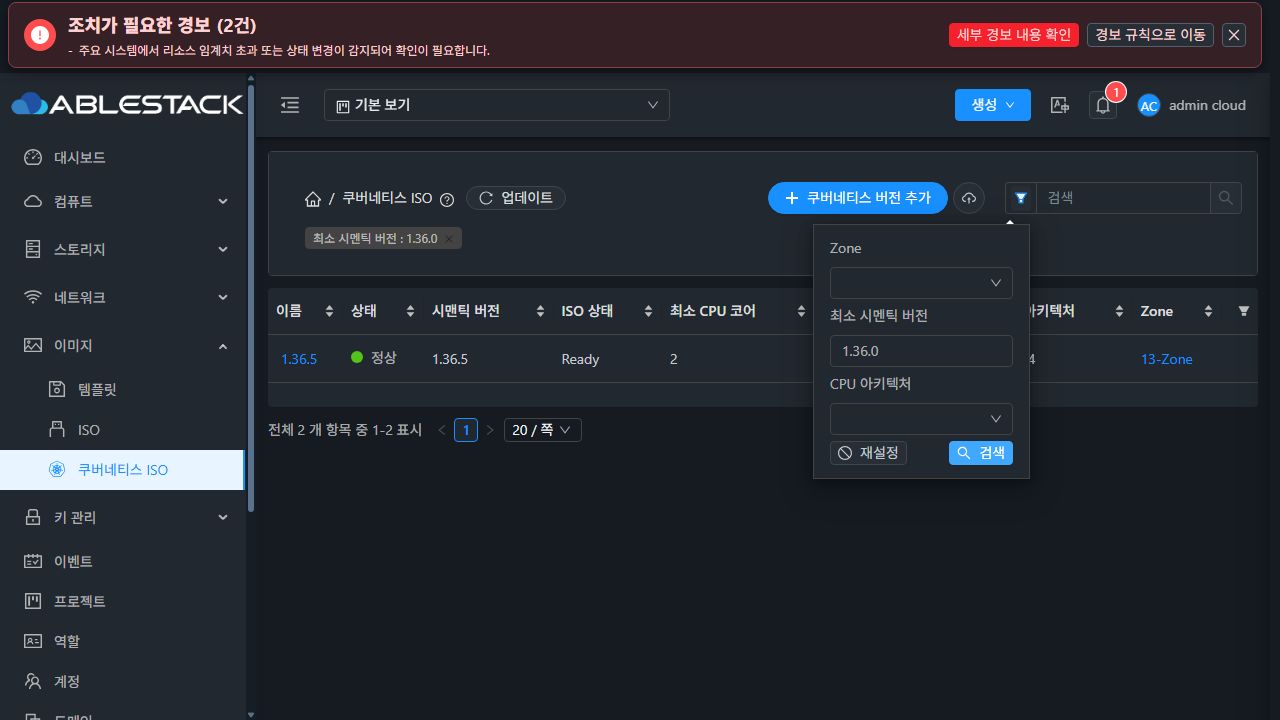 조치가 필요한 경보 (2건)
- 주요 시스템에서 리소스 임계치 초과 또는 상태 변경이 감지되어 확인이 필요합니다.
세부 경보 내용 확인
경보 규칙으로 이동
ABLESTACK
기본 보기
생성
1
AC
admin cloud
대시보드
컴퓨트
스토리지
네트워크
이미지
템플릿
ISO
쿠버네티스 ISO
키 관리
이벤트
프로젝트
역할
계정
/ 쿠버네티스 ISO
업데이트
쿠버네티스 버전 추가
검색
최소 시멘틱 버전 : 1.36.0
이름 상태 시맨틱 버전 ISO 상태 최소 CPU 코어 아키텍처 Zone
1.36.5 정상 1.36.5 Ready 2 4 13-Zone
전체 2 개 항목 중 1-2 표시
1
20 / 쪽
Zone
최소 시멘틱 버전
1.36.0
CPU 아키텍처
재설정
검색